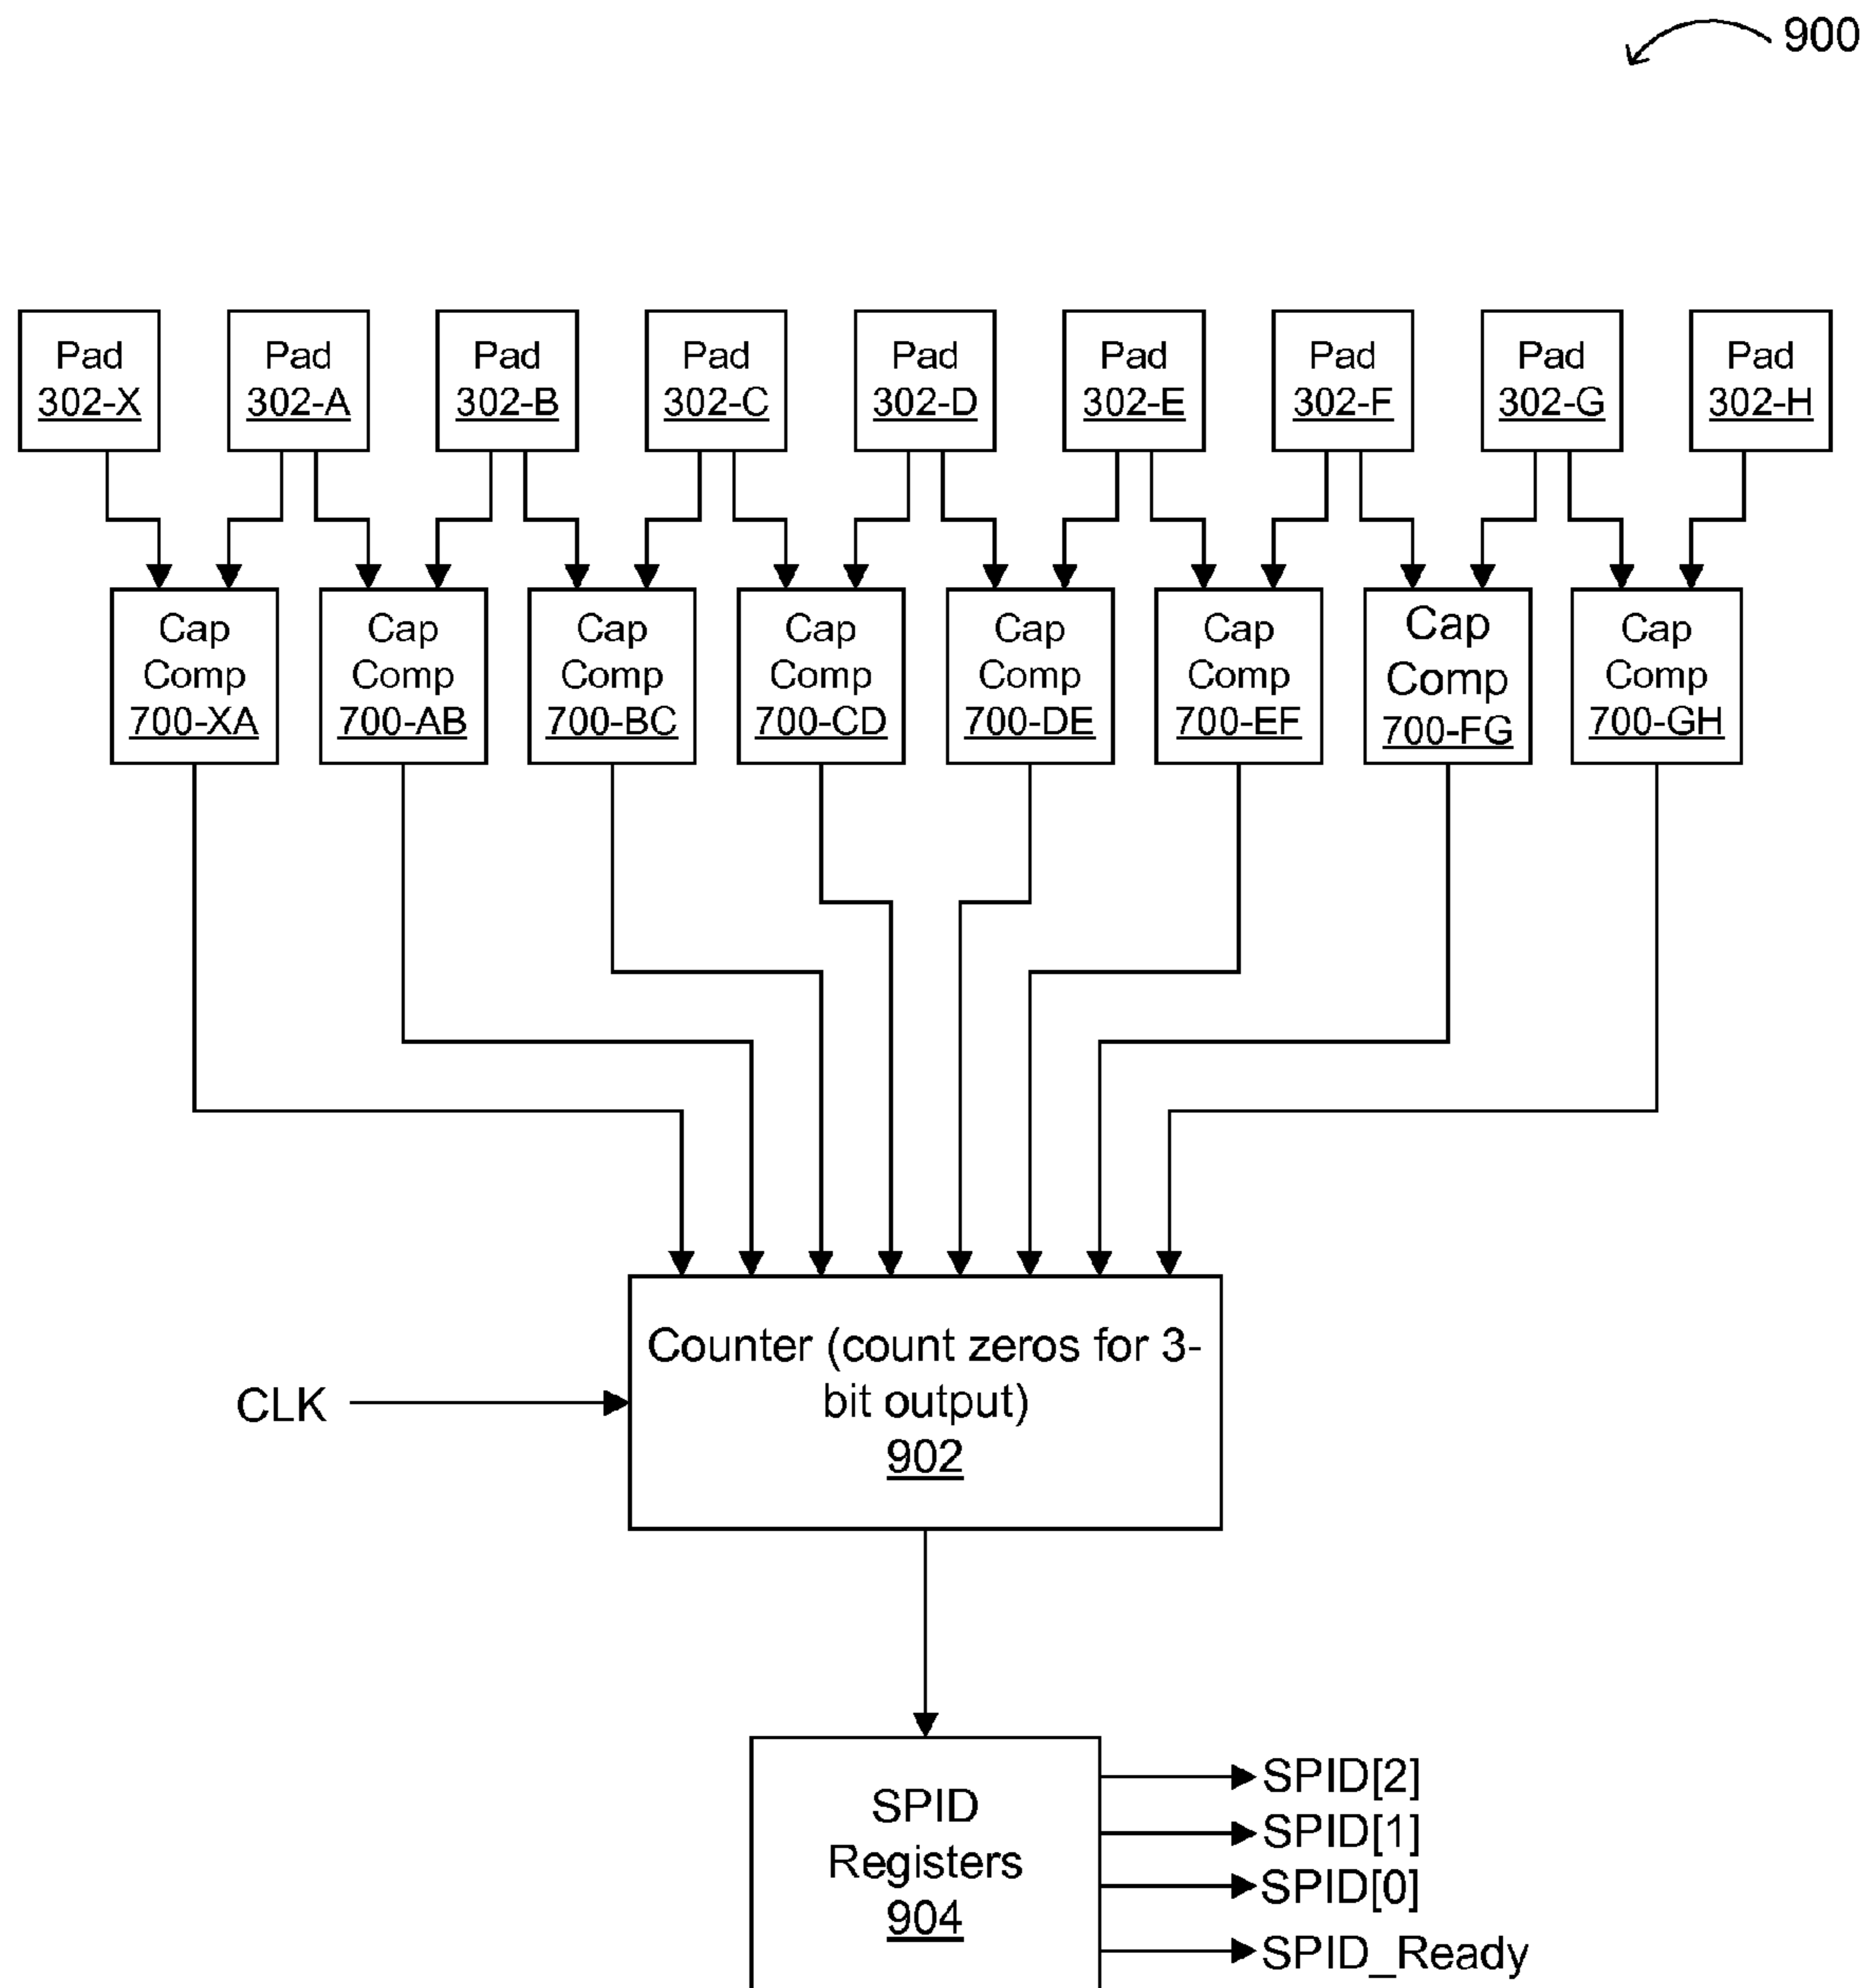 900
Pad
302-X
Pad
302-A
Pad
302-B
Pad
302-C
Pad
302-D
Pad
302-E
Pad
302-F
Pad
302-G
Pad
302-H
Cap
Comp
700-XA
Cap
Comp
700-AB
Cap
Comp
700-BC
Cap
Comp
700-CD
Cap
Comp
700-DE
Cap
Comp
700-EF
Cap
Comp
700-FG
Cap
Comp
700-GH
Counter (count zeros for 3-
bit output)
902
CLK
SPID
Registers
904
SPID[2]
SPID[1]
SPID[0]
SPID_Ready